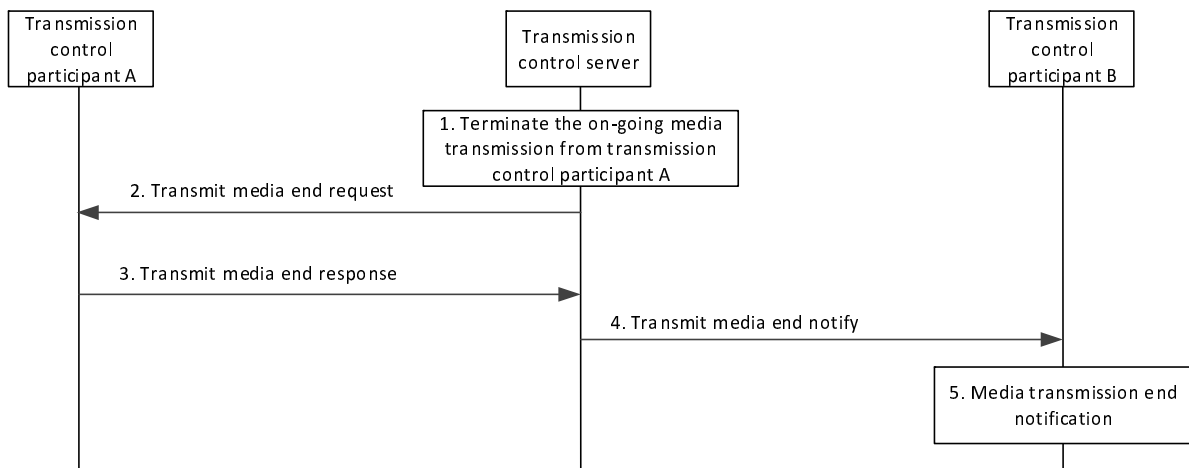 Transmission
control
participant A
Transmission
control server
Transmission
control
participant B
1. Terminate the on-going media
transmission from transmission
control participant A
2. Transmit media end request
3. Transmit media end response
4. Transmit media end notify
5. Media transmission end
notification